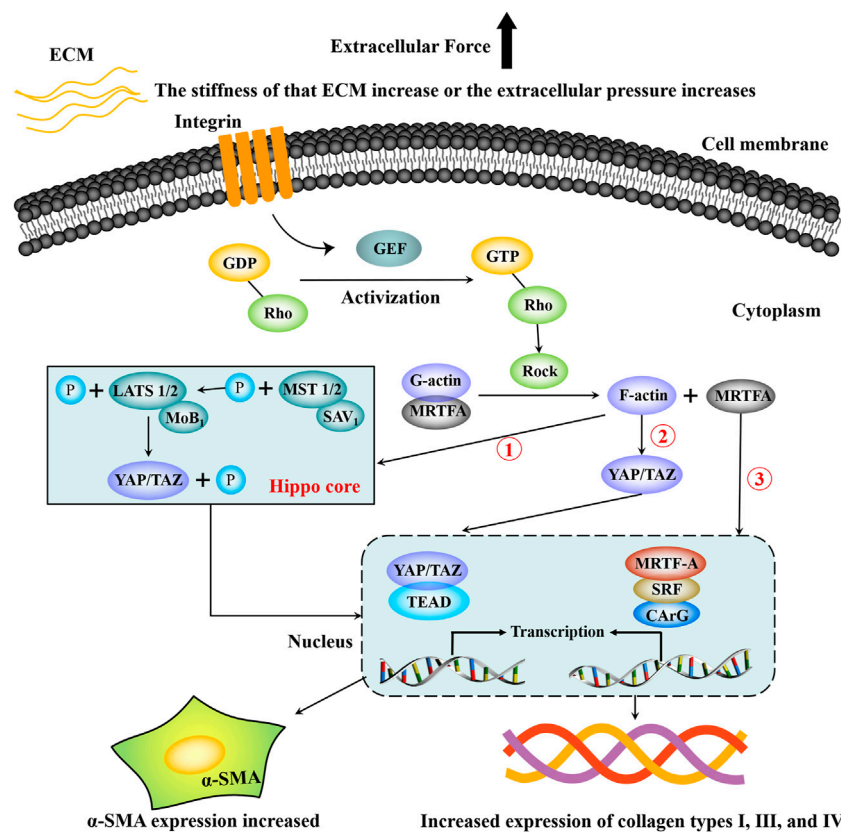 Extracellular Force
ECM
The stiffness of that ECM increase or the extracellular pressure increases
Integrin
Cell membrane
GEF
GDP
GTP
Activization
Rho
Rho
Cytoplasm
Rock
P + LATS 1/2
P + MST 1/2
MoB1
SAV1
G-actin
MRTFA
F-actin + MRTFA
1
2
3
YAP/TAZ + P
Hippo core
YAP/TAZ
YAP/TAZ
TEAD
MRTF-A
SRF
CArG
Nucleus
Transcription
α-SMA
α-SMA expression increased
Increased expression of collagen types I, III, and IV